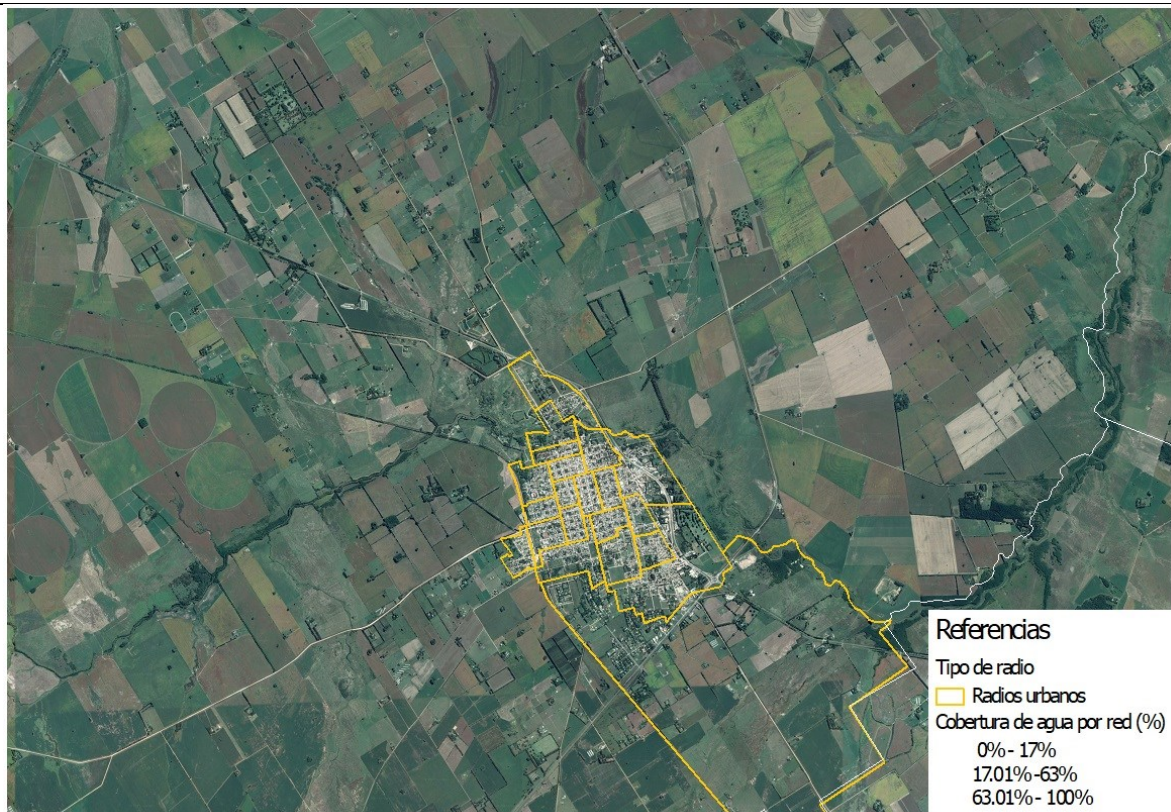 Referencias
Tipo de radio
Radios urbanos
Cobertura de agua por red (%)
0% - 17%
17.01% -63%
63.01% - 100%